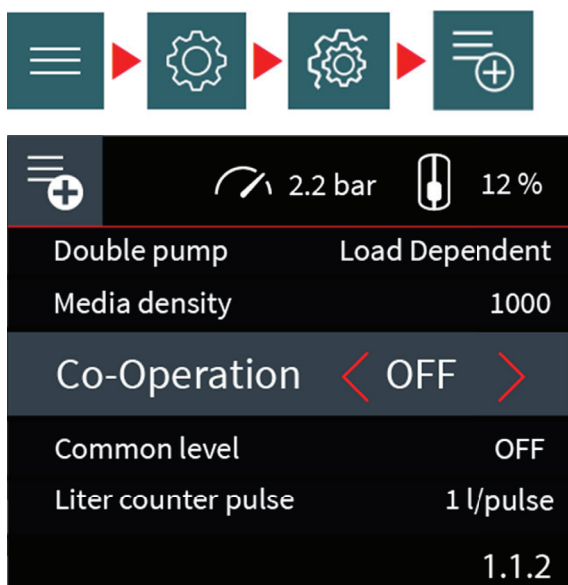 2.2 bar 12 %
Double pump Load Dependent
Media density 1000
Co-Operation OFF
Common level OFF
Liter counter pulse 1 l/pulse
1.1.2